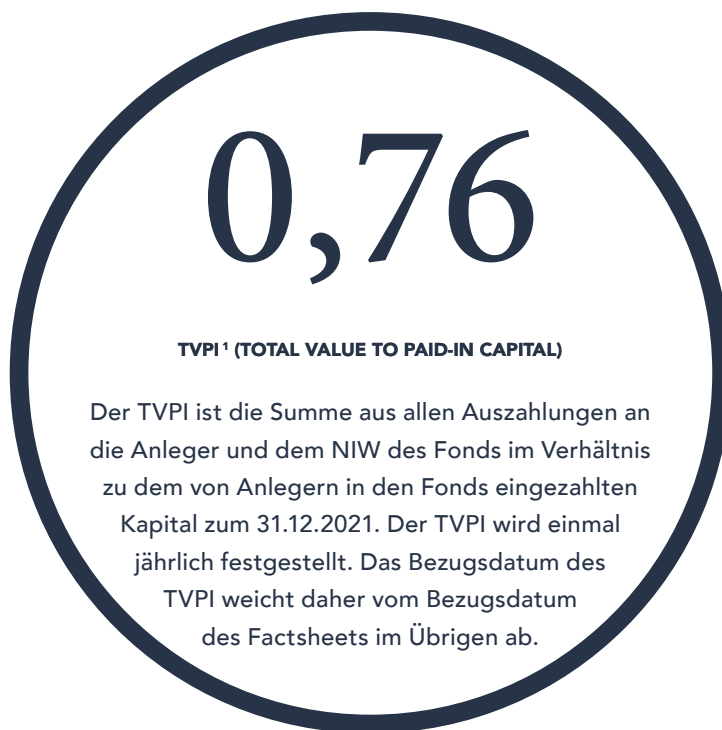 0,76
TVPI ¹ (TOTAL VALUE TO PAID-IN CAPITAL)
Der TVPI ist die Summe aus allen Auszahlungen an
die Anleger und dem NIW des Fonds im Verhältnis
zu dem von Anlegern in den Fonds eingezahlten
Kapital zum 31.12.2021. Der TVPI wird einmal
jährlich festgestellt. Das Bezugsdatum des
TVPI weicht daher vom Bezugsdatum
des Factsheets im Übrigen ab.